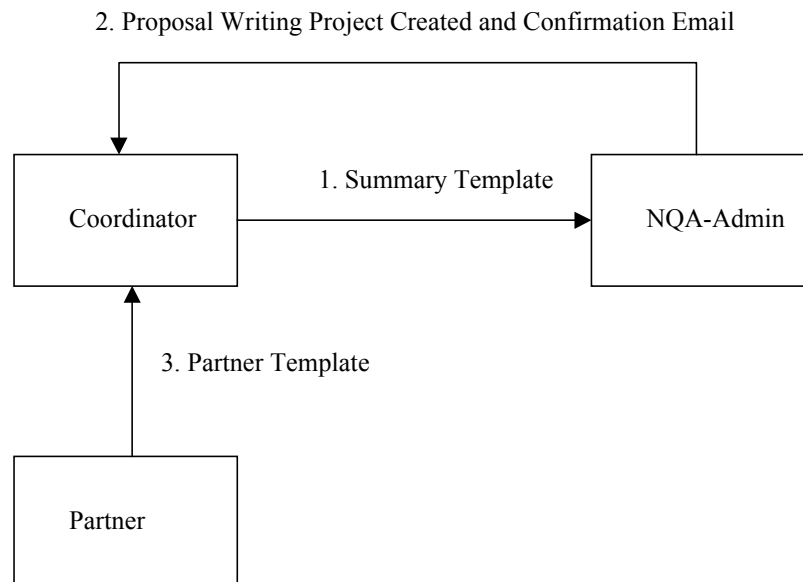 2. Proposal Writing Project Created and Confirmation Email
1. Summary Template
Coordinator
NQA-Admin
3. Partner Template
Partner